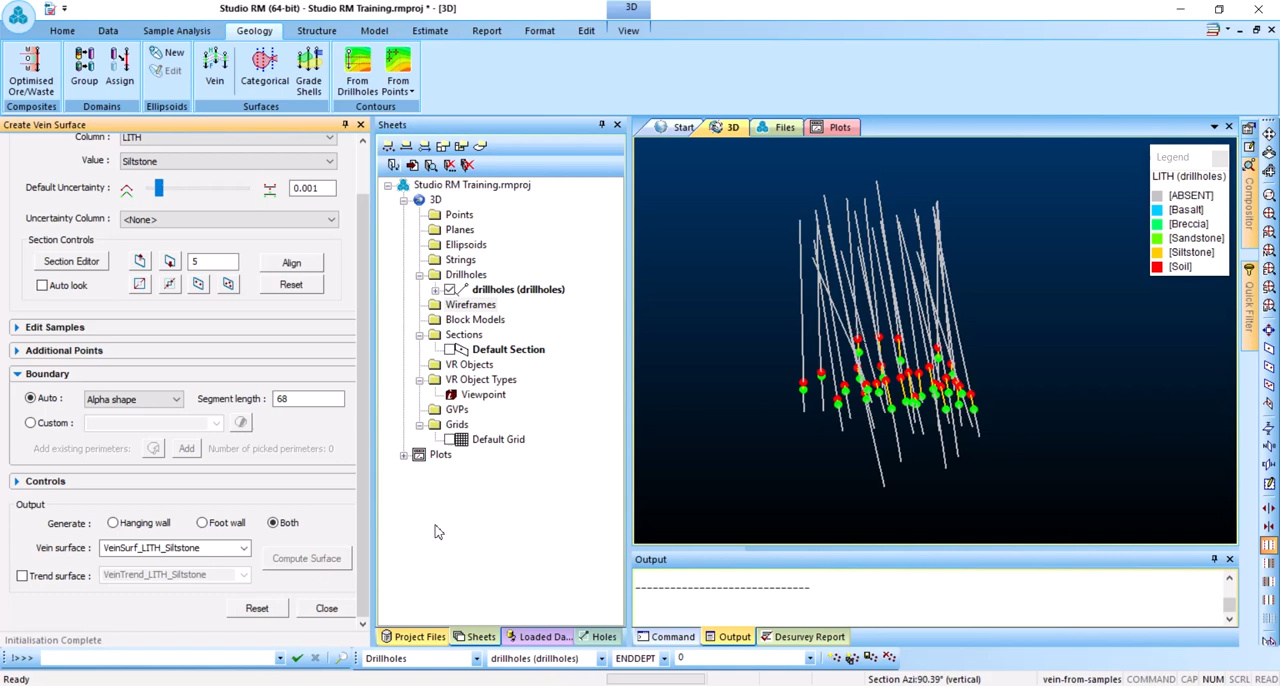 Studio RM (64-bit) - Studio RM Training.rmproj * - [3D]
3D
Home Data Sample Analysis Geology Structure Model Estimate Report Format Edit View
Optimised Ore/Waste
Group
Assign
New
Edit
Vein
Categorical
Grade Shells
From Drillholes
From Points
Composites Domains Ellipsoids Surfaces Contours
Create Vein Surface
Column : LITH
Value : Siltstone
Default Uncertainty : 0.001
Uncertainty Column : <None>
Section Controls
Section Editor 5 Align
Auto look Reset
Edit Samples
Additional Points
Boundary
Auto : Alpha shape Segment length : 68
Custom :
Add existing perimeters : Add Number of picked perimeters : 0
Controls
Output
Generate : Hanging wall Foot wall Both
Vein surface : VeinSurf_LITH_Siltstone Compute Surface
Trend surface : VeinTrend_LITH_Siltstone
Reset Close
Initialisation Complete
Sheets
Studio RM Training.rmproj
3D
Points
Planes
Ellipsoids
Strings
Drillholes
drillholes (drillholes)
Wireframes
Block Models
Sections
Default Section
VR Objects
VR Object Types
Viewpoint
GVPs
Grids
Default Grid
Plots
Project Files Sheets Loaded Da... Holes
Start 3D Files Plots
Legend
LITH (drillholes)
[ABSENT]
[Basalt]
[Breccia]
[Sandstone]
[Siltstone]
[Soil]
Output
------------------------------
Command Output Desurvey Report
Compositor
Quick Filter
!>>> Drillholes drillholes (drillholes) ENDDEPT 0
Ready Section Azi:90.39° (vertical) vein-from-samples COMMAND CAP NUM SCRL READ